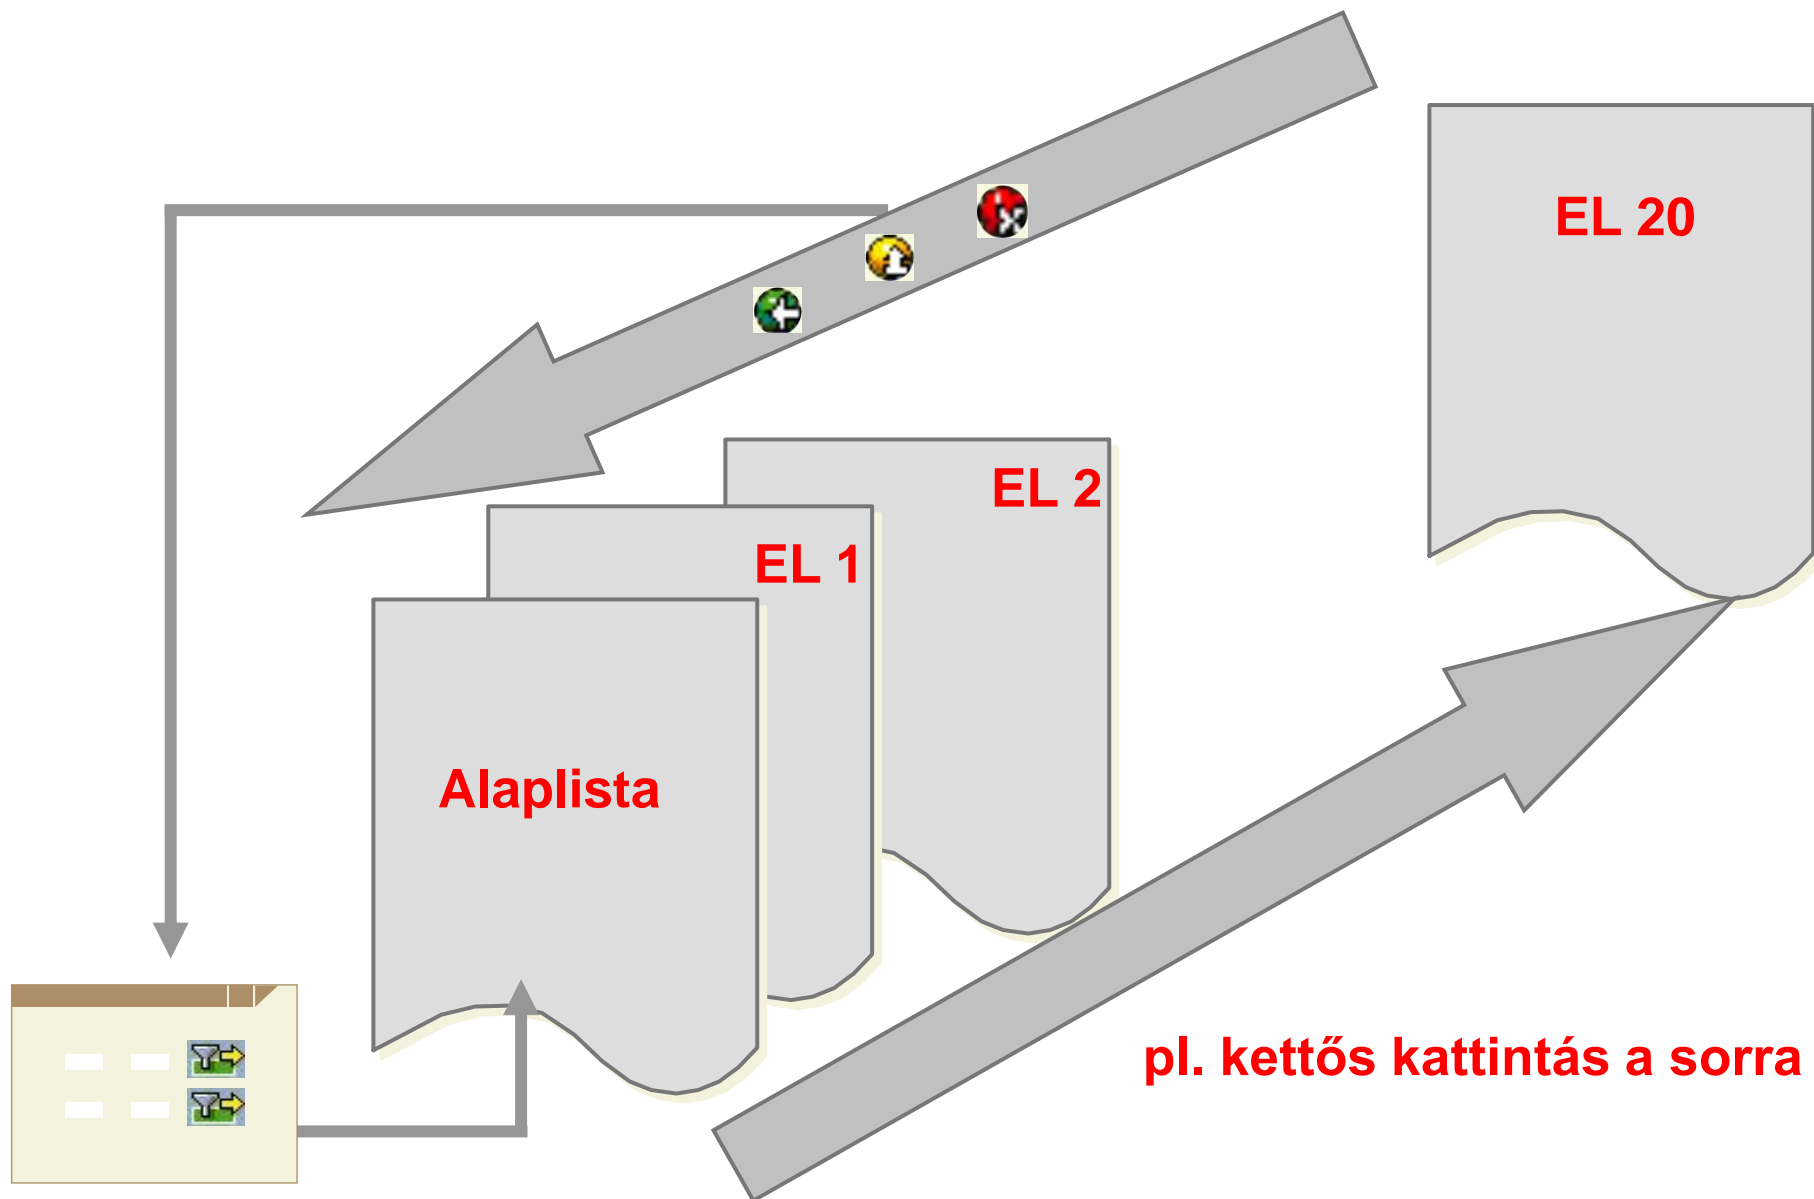 EL 20
EL 2
EL 1
Alaplista
pl. kettős kattintás a sorra